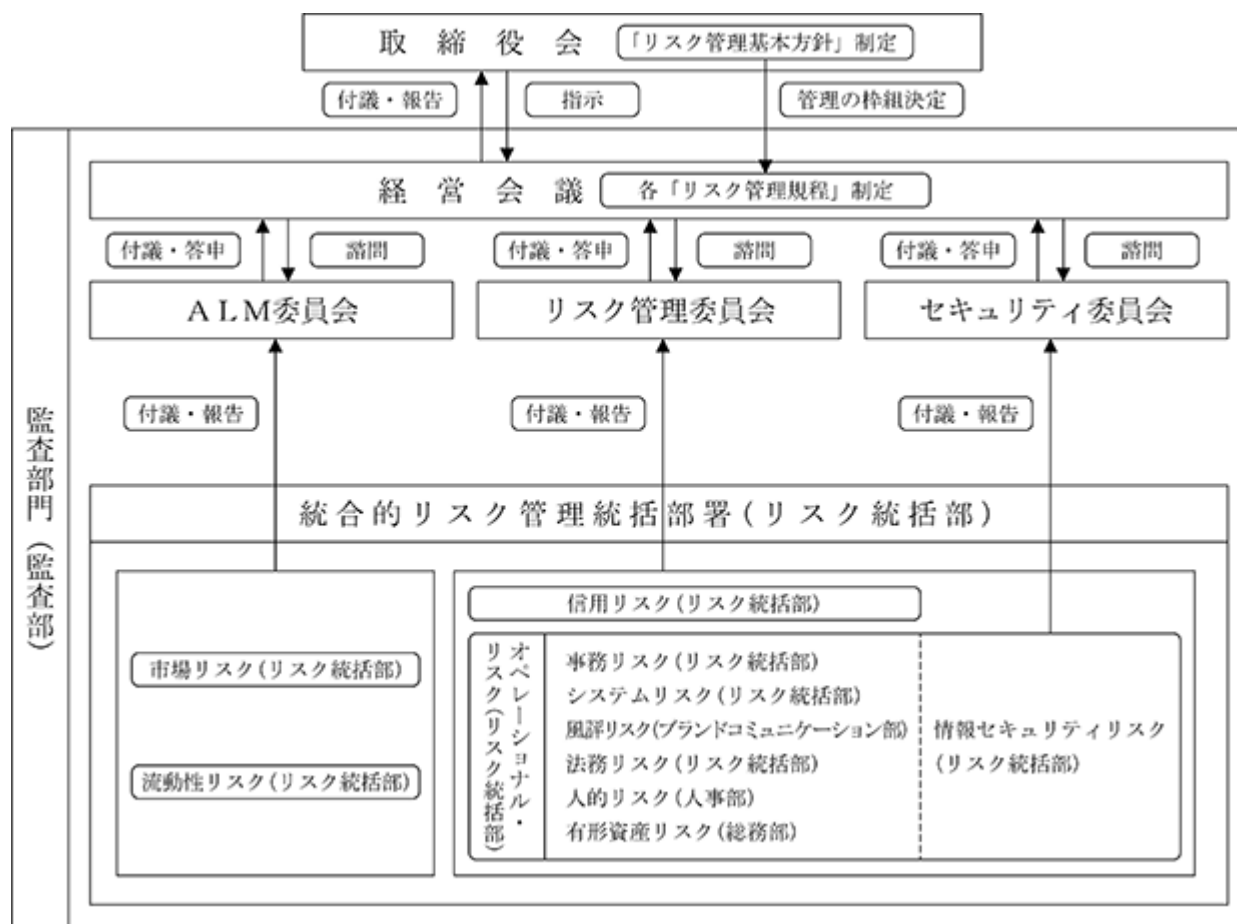 取締役会
「リスク管理基本方針」制定
付議・報告
指示
管理の枠組決定
経営会議
各「リスク管理規程」制定
付議・答申
諮問
付議・答申
諮問
付議・答申
諮問
ALM委員会
リスク管理委員会
セキュリティ委員会
付議・報告
付議・報告
付議・報告
監査部門(監査部)
統合的リスク管理統括部署(リスク統括部)
市場リスク(リスク統括部)
流動性リスク(リスク統括部)
信用リスク(リスク統括部)
オペレーショナル・
リスク(リスク統括部)
事務リスク(リスク統括部)
システムリスク(リスク統括部)
風評リスク(ブランドコミュニケーション部)
法務リスク(リスク統括部)
人的リスク(人事部)
有形資産リスク(総務部)
情報セキュリティリスク
(リスク統括部)